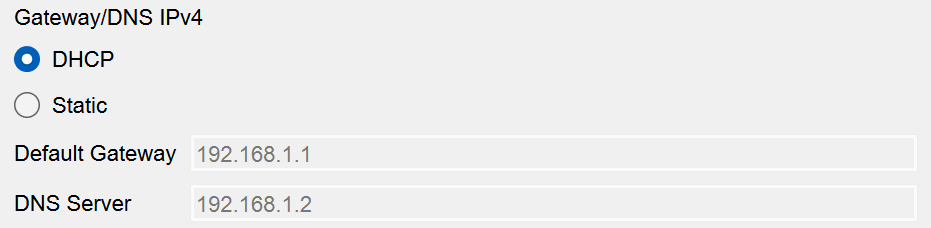 Gateway/DNS IPv4
DHCP
Static
Default Gateway 192.168.1.1
DNS Server 192.168.1.2